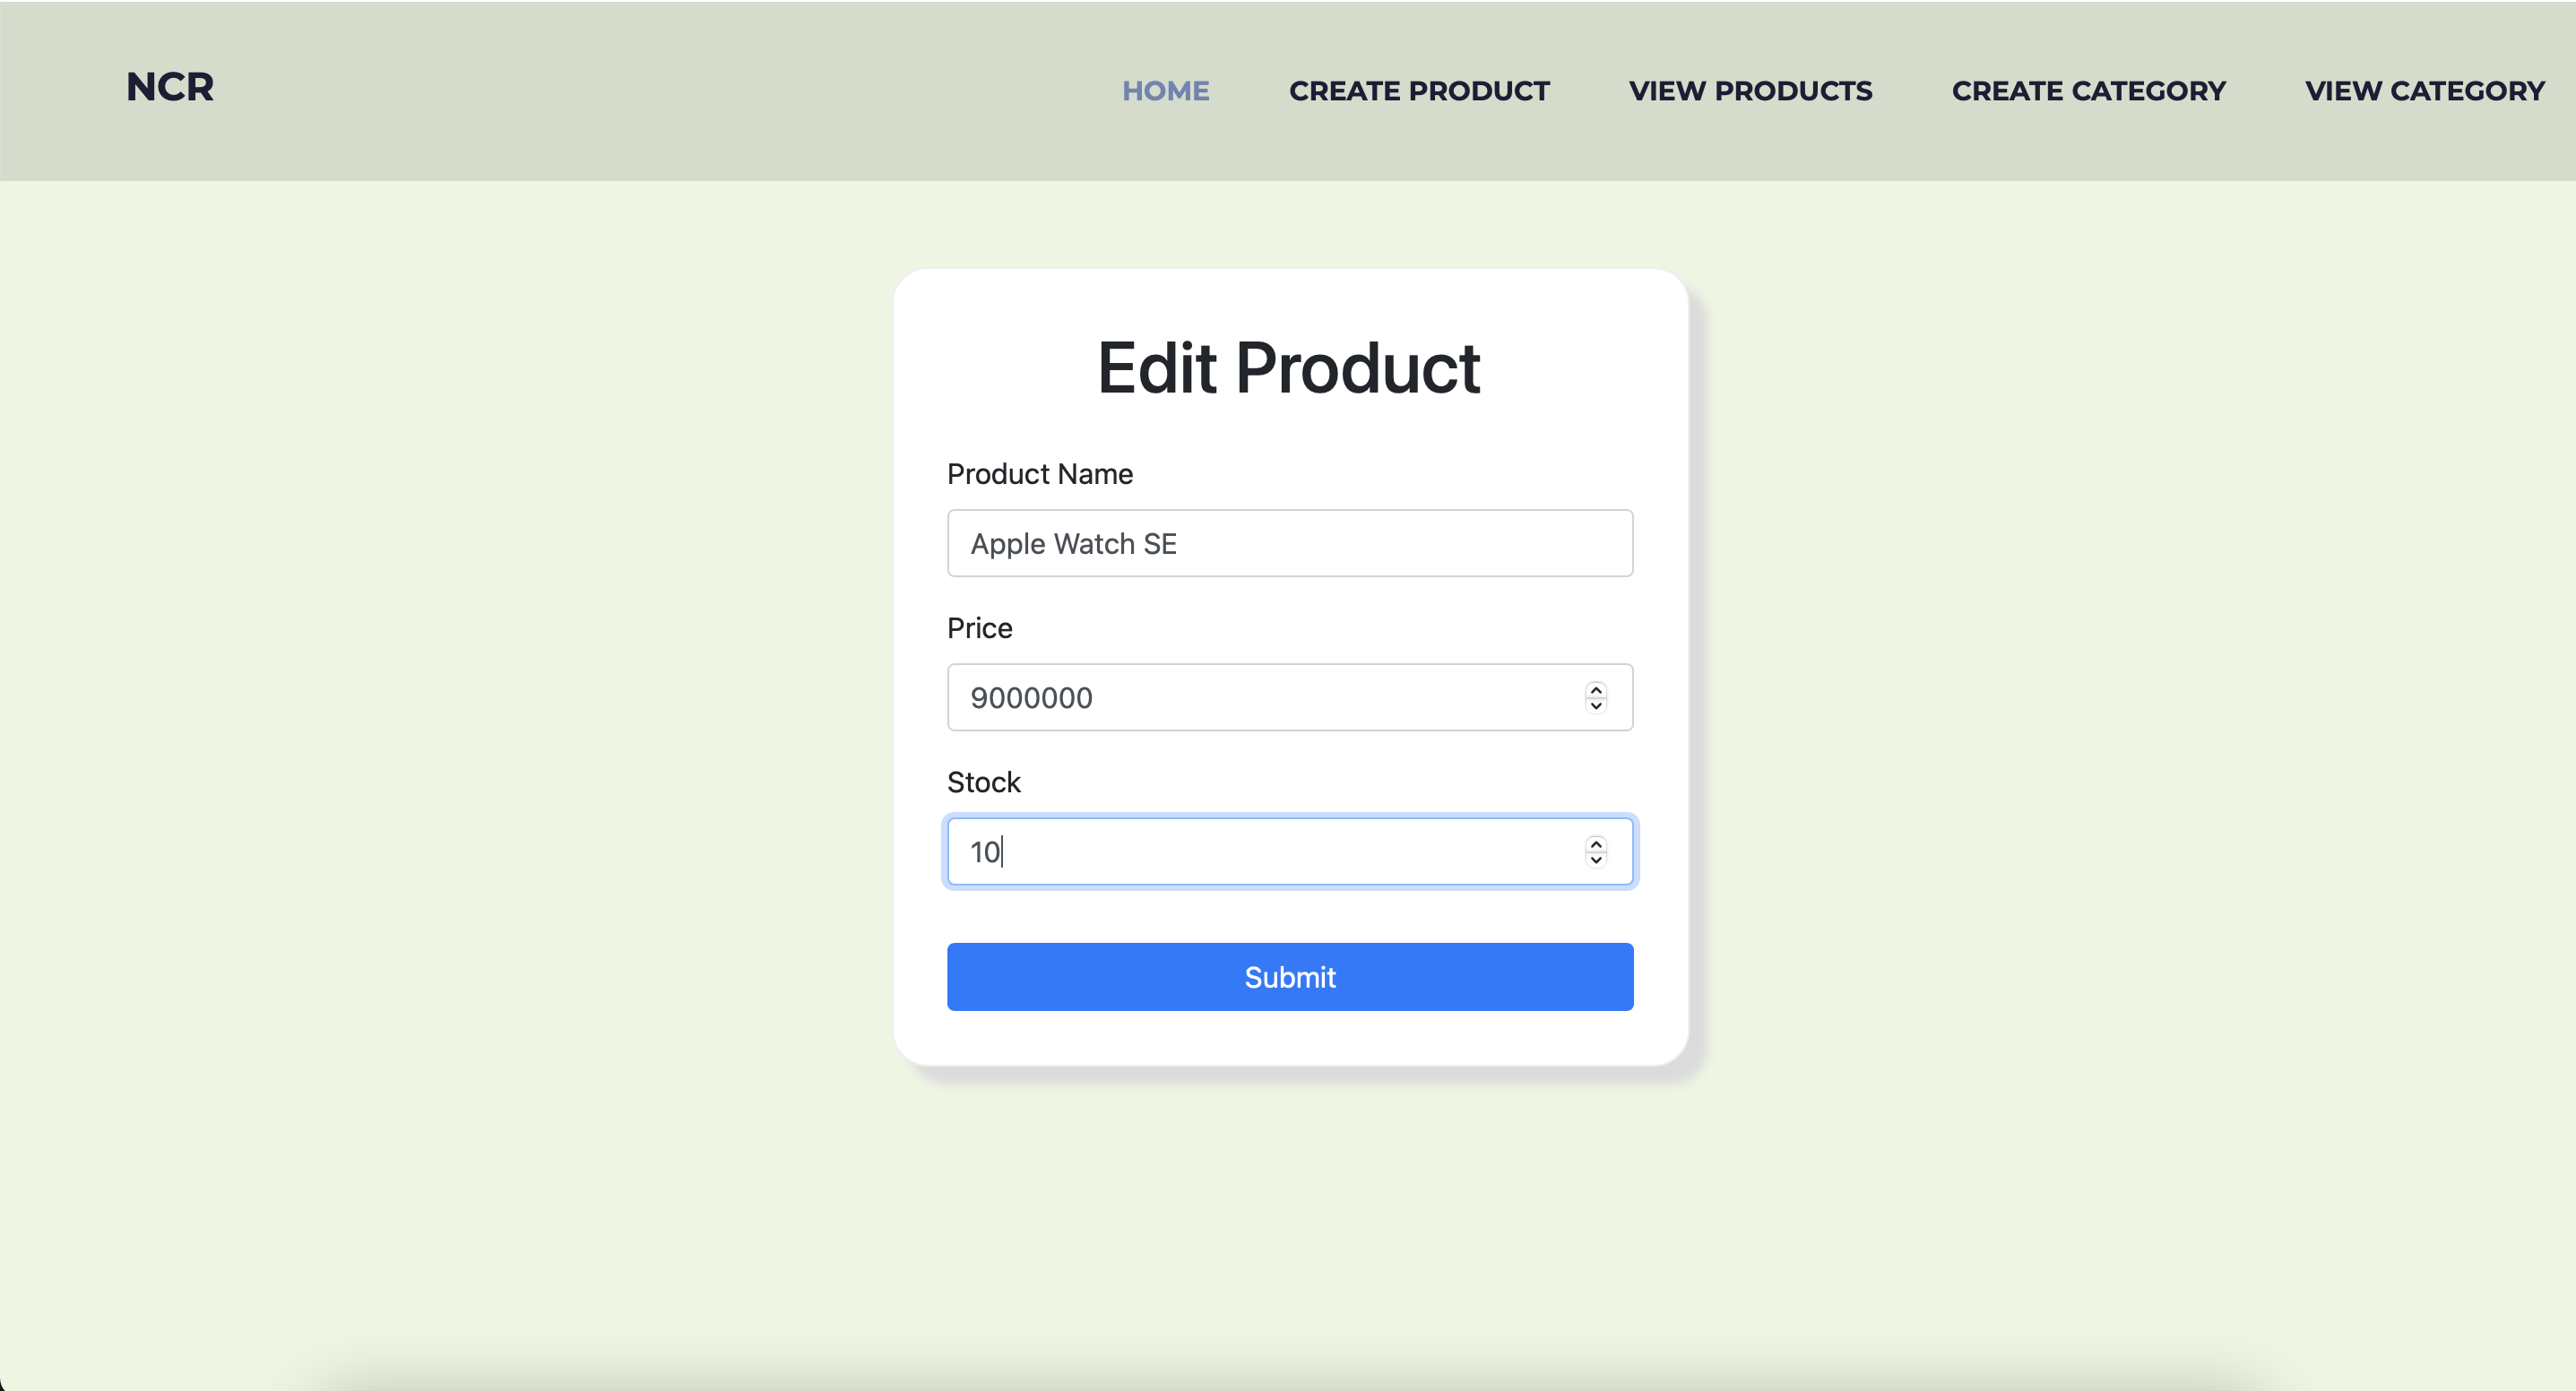 NCR
HOME CREATE PRODUCT VIEW PRODUCTS CREATE CATEGORY VIEW CATEGORY
Edit Product
Product Name
Apple Watch SE
Price
9000000
Stock
10
Submit